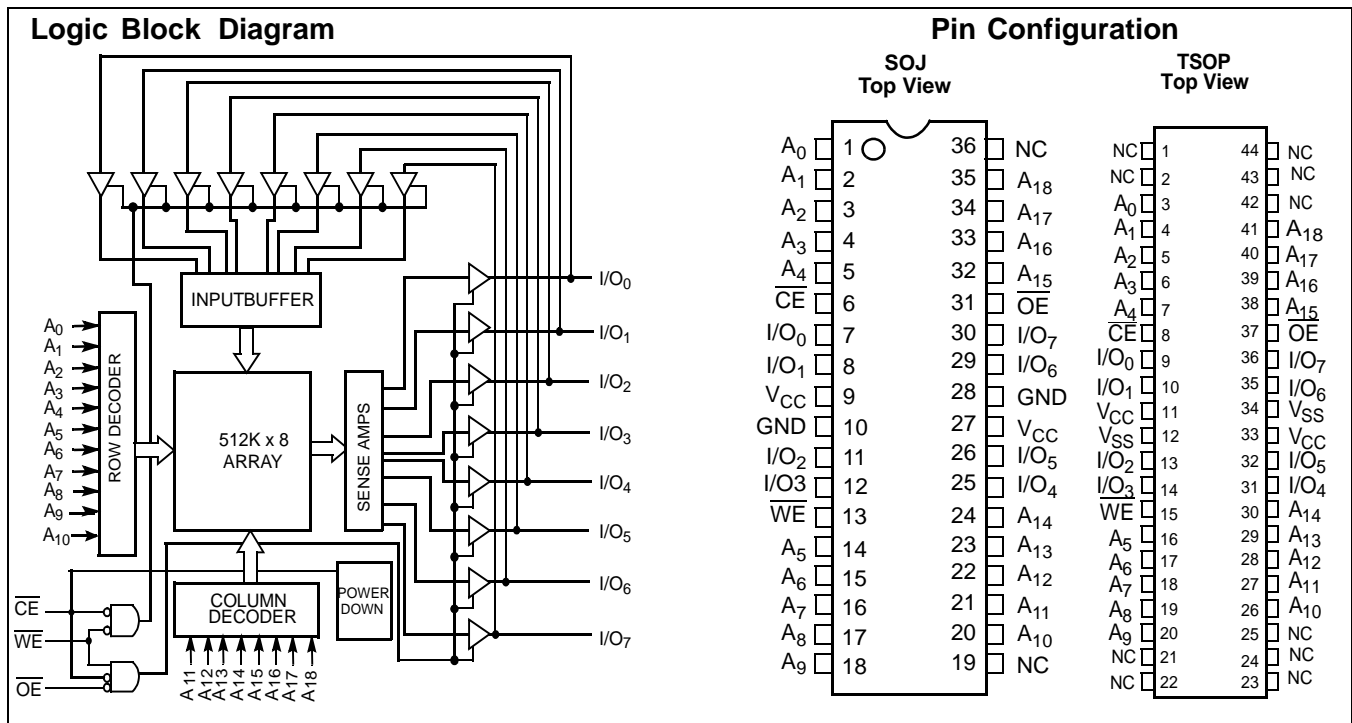 Logic Block Diagram
INPUTBUFFER
A0
A1
A2
A3
A4
A5
A6
A7
A8
A9
A10
ROW DECODER
512K x 8
ARRAY
SENSE AMPS
COLUMN
DECODER
POWER
DOWN
CE
WE
OE
A11
A12
A13
A14
A15
A16
A17
A18
I/O0
I/O1
I/O2
I/O3
I/O4
I/O5
I/O6
I/O7
Pin Configuration
SOJ
Top View
A0 1 36 NC
A1 2 35 A18
A2 3 34 A17
A3 4 33 A16
A4 5 32 A15
CE 6 31 OE
I/O0 7 30 I/O7
I/O1 8 29 I/O6
VCC 9 28 GND
GND 10 27 VCC
I/O2 11 26 I/O5
I/O3 12 25 I/O4
WE 13 24 A14
A5 14 23 A13
A6 15 22 A12
A7 16 21 A11
A8 17 20 A10
A9 18 19 NC
TSOP
Top View
NC 1 44 NC
NC 2 43 NC
A0 3 42 NC
A1 4 41 A18
A2 5 40 A17
A3 6 39 A16
A4 7 38 A15
CE 8 37 OE
I/O0 9 36 I/O7
I/O1 10 35 I/O6
VCC 11 34 VSS
VSS 12 33 VCC
I/O2 13 32 I/O5
I/O3 14 31 I/O4
WE 15 30 A14
A5 16 29 A13
A6 17 28 A12
A7 18 27 A11
A8 19 26 A10
A9 20 25 NC
NC 21 24 NC
NC 22 23 NC